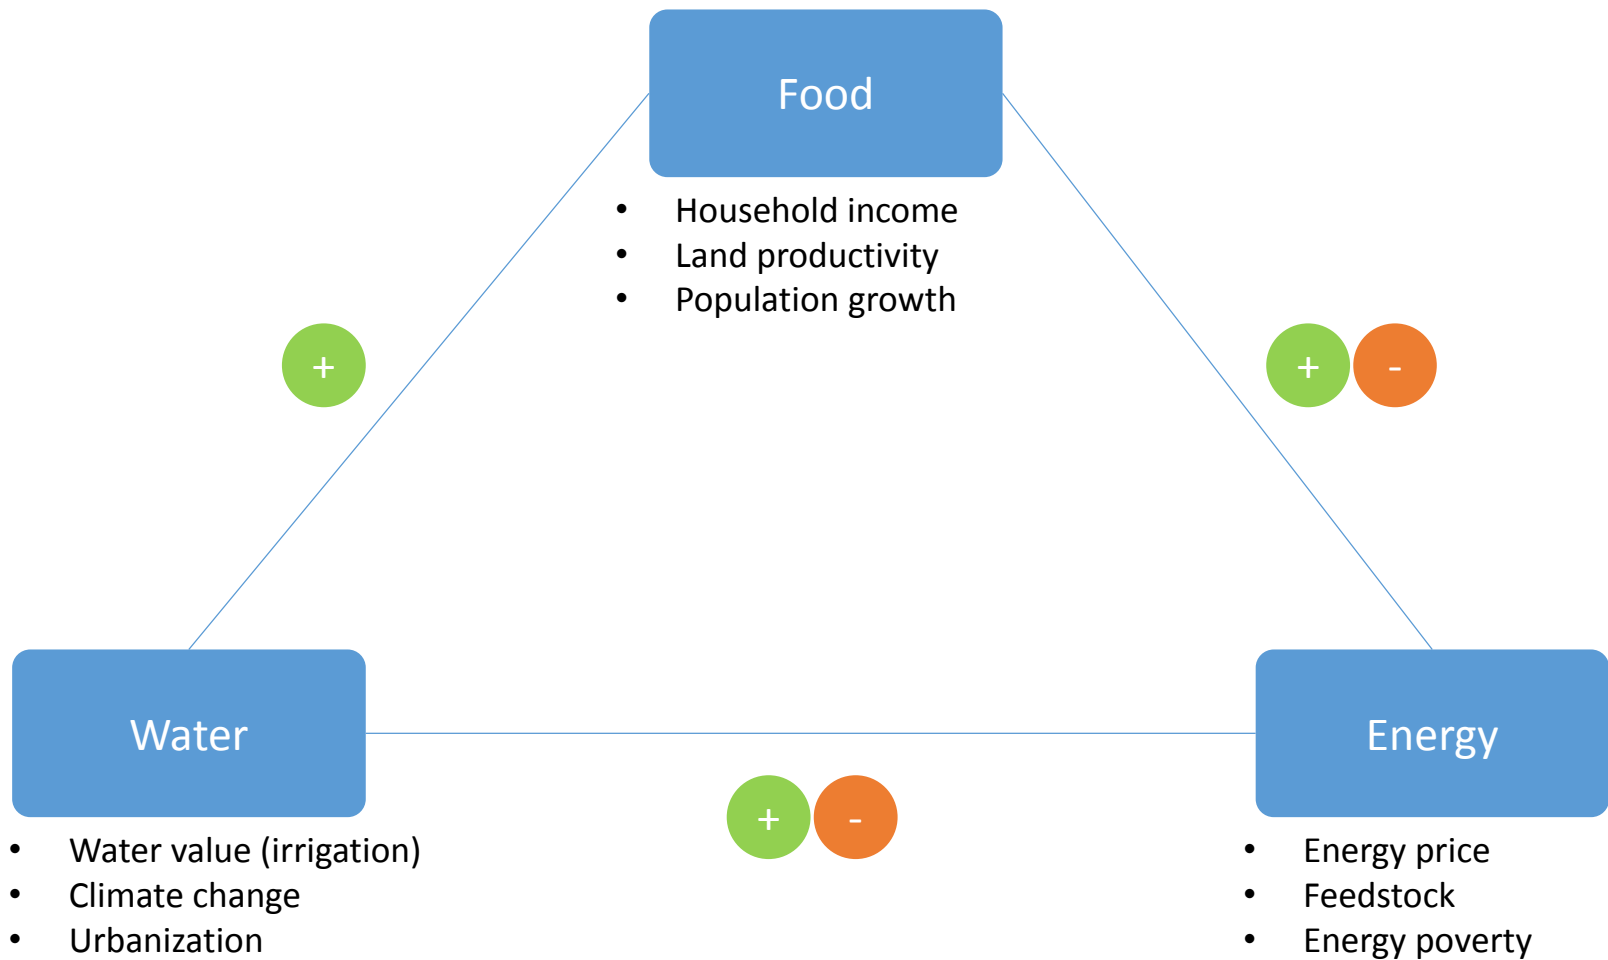 Food
• Household income
• Land productivity
• Population growth
+
+ -
Water
Energy
+ -
• Water value (irrigation)
• Climate change
• Urbanization
• Energy price
• Feedstock
• Energy poverty